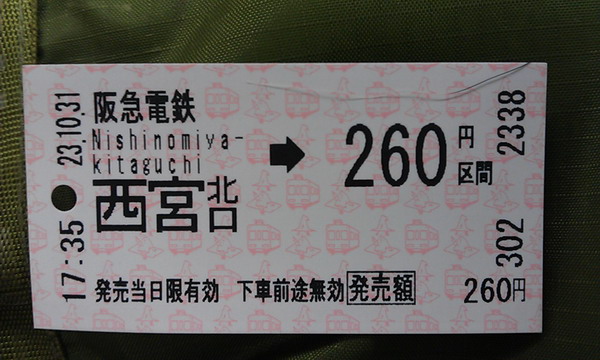 阪急電鉄
Nishinomiya-
kitaguchi
西宮北口
➡ 260円区間
発売当日限有効 下車前途無効 発売額 260円
23.10.31
17:35
2338
302